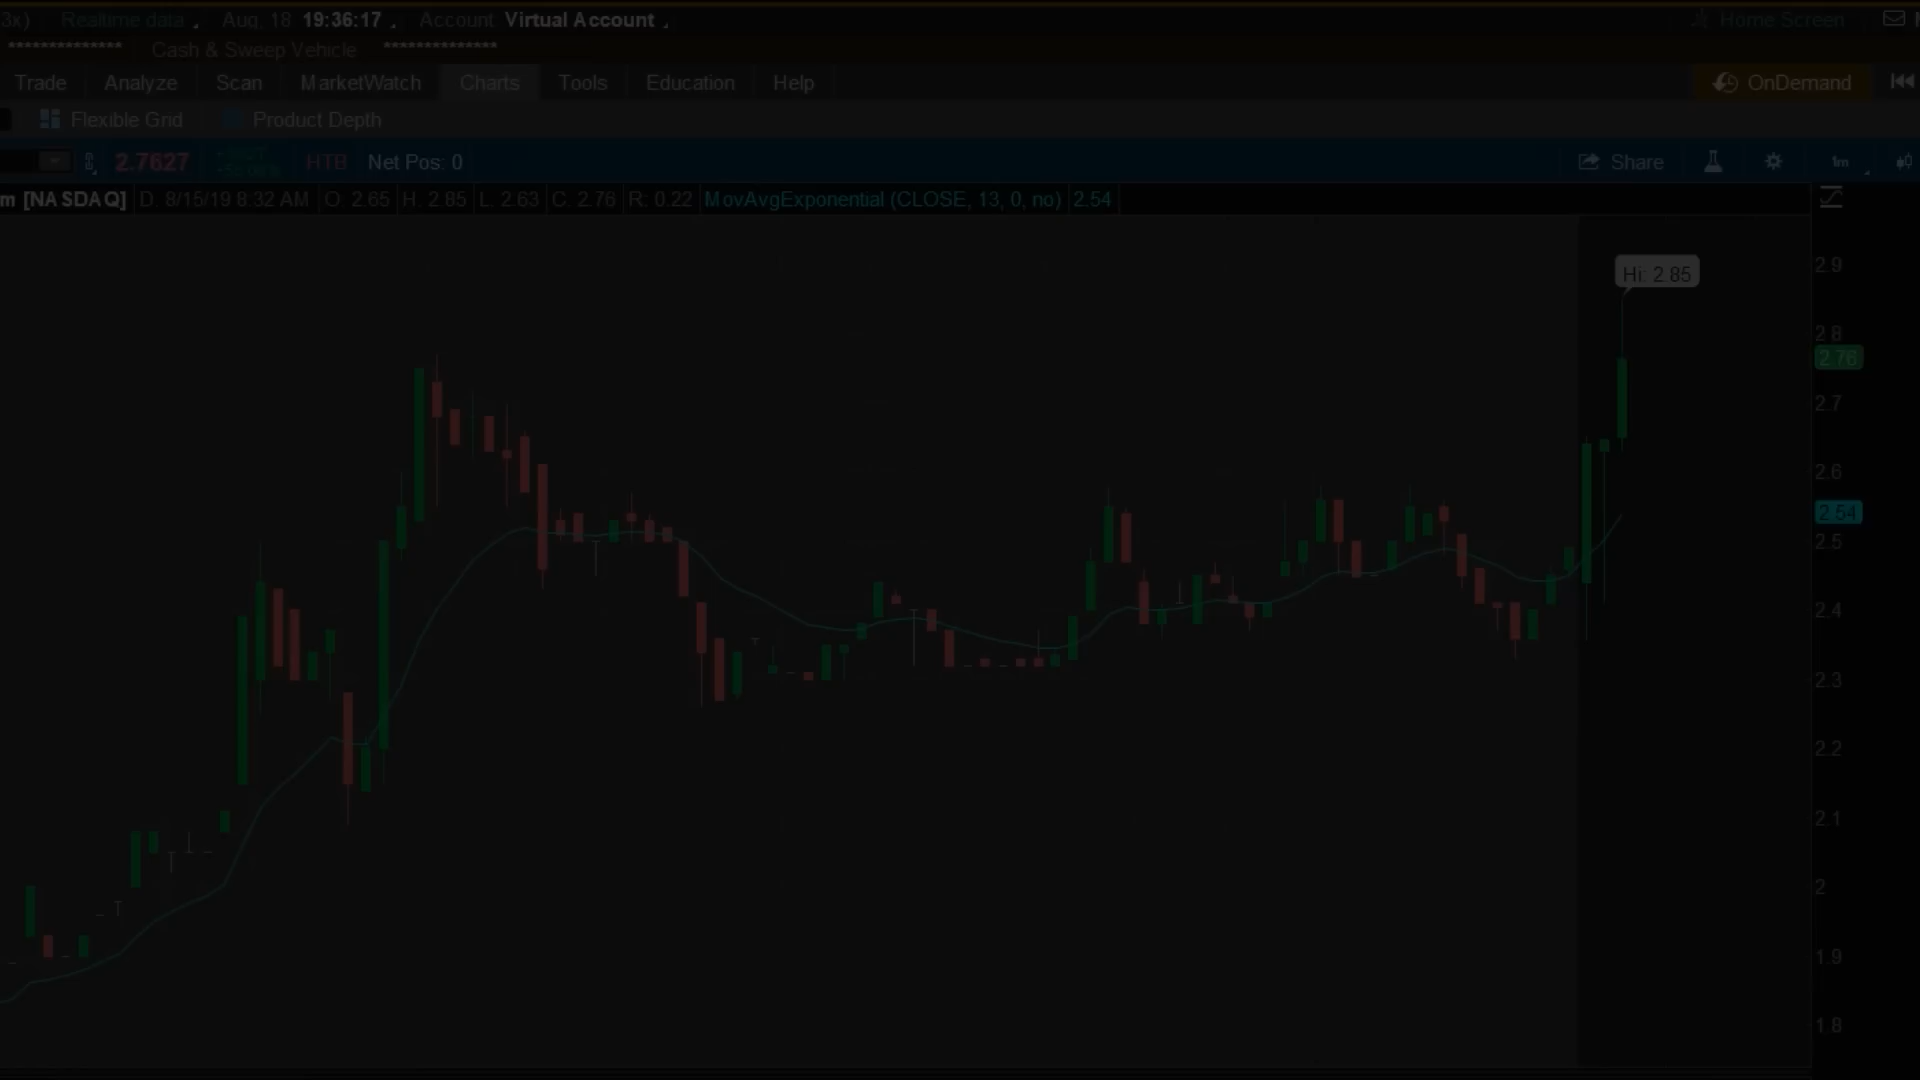 3x) Realtime data Aug, 18 19:36:17 Account Virtual Account Home Screen
************** Cash & Sweep Vehicle **************
Trade Analyze Scan MarketWatch Charts Tools Education Help OnDemand
Flexible Grid Product Depth
2.7627 HTB Net Pos: 0 Share 1m
m [NASDAQ] D: 8/15/19 8:32 AM O: 2.65 H: 2.85 L: 2.63 C: 2.76 R: 0.22 MovAvgExponential (CLOSE, 13, 0, no) 2.54
2.9
Hi: 2.85
2.8
2.76
2.7
2.6
2.54
2.5
2.4
2.3
2.2
2.1
2
1.9
1.8